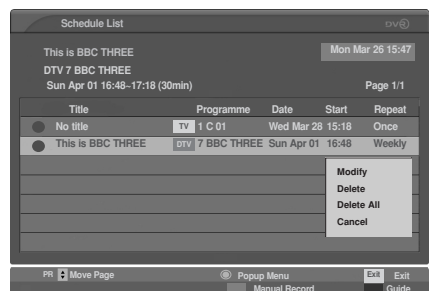 Schedule List
This is BBC THREE
Mon Mar 26 15:47
DTV 7 BBC THREE
Sun Apr 01 16:48~17:18 (30min)
Page 1/1
Title Programme Date Start Repeat
No title TV 1 C 01 Wed Mar 28 15:18 Once
This is BBC THREE DTV 7 BBC THREE Sun Apr 01 16:48 Weekly
Modify
Delete
Delete All
Cancel
PR Move Page Popup Menu Exit Exit
Manual Record Guide